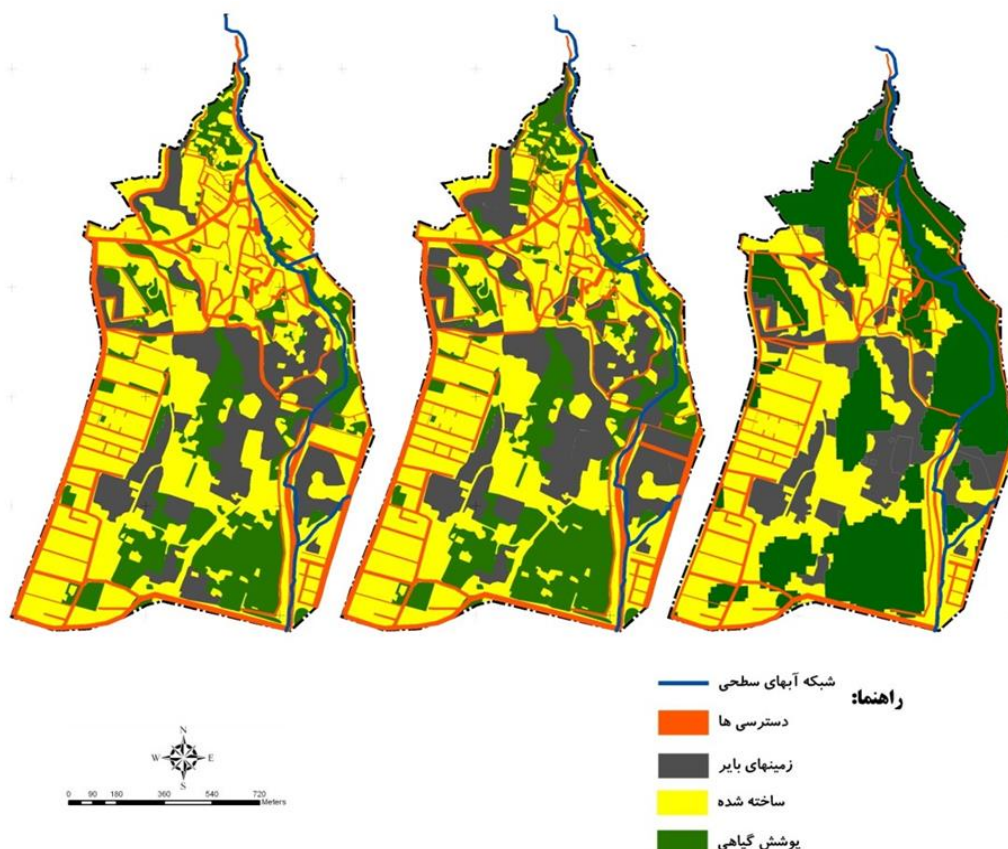 راهنما:
شبکه آبهای سطحی
دسترسی ها
زمینهای بایر
ساخته شده
پوشش گیاهی
N
W E
S
0 90 180 360 540 720
Meters